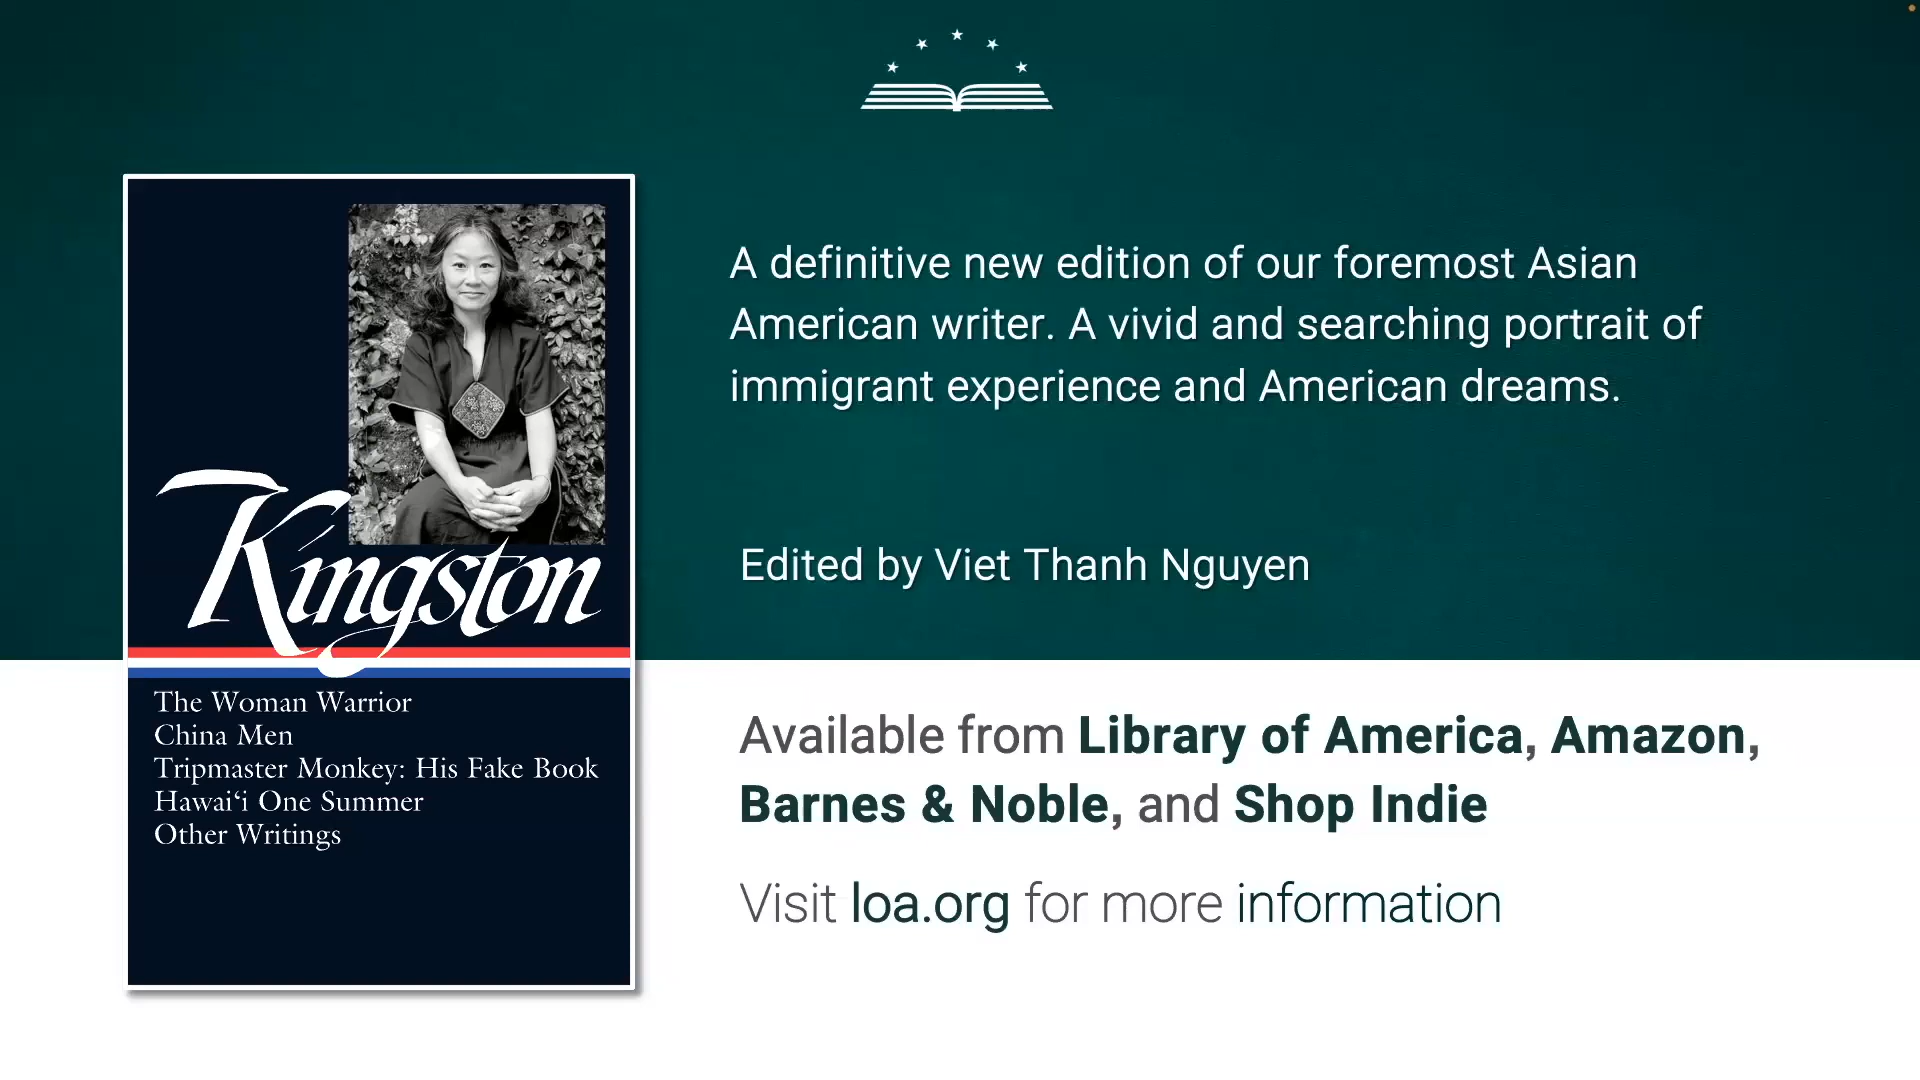 Kingston
The Woman Warrior
China Men
Tripmaster Monkey: His Fake Book
Hawaiʻi One Summer
Other Writings
A definitive new edition of our foremost Asian
American writer. A vivid and searching portrait of
immigrant experience and American dreams.
Edited by Viet Thanh Nguyen
Available from Library of America, Amazon,
Barnes & Noble, and Shop Indie
Visit loa.org for more information